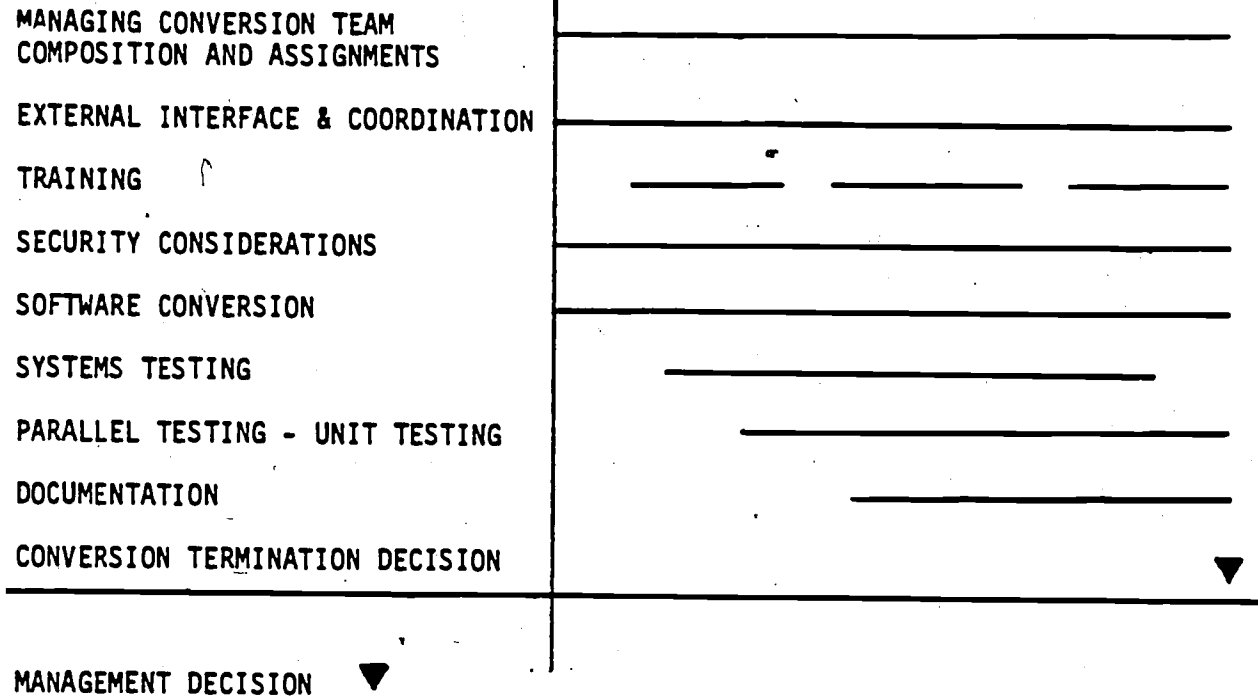 MANAGING CONVERSION TEAM
COMPOSITION AND ASSIGNMENTS
EXTERNAL INTERFACE & COORDINATION
TRAINING
SECURITY CONSIDERATIONS
SOFTWARE CONVERSION
SYSTEMS TESTING
PARALLEL TESTING - UNIT TESTING
DOCUMENTATION
CONVERSION TERMINATION DECISION
MANAGEMENT DECISION ▼